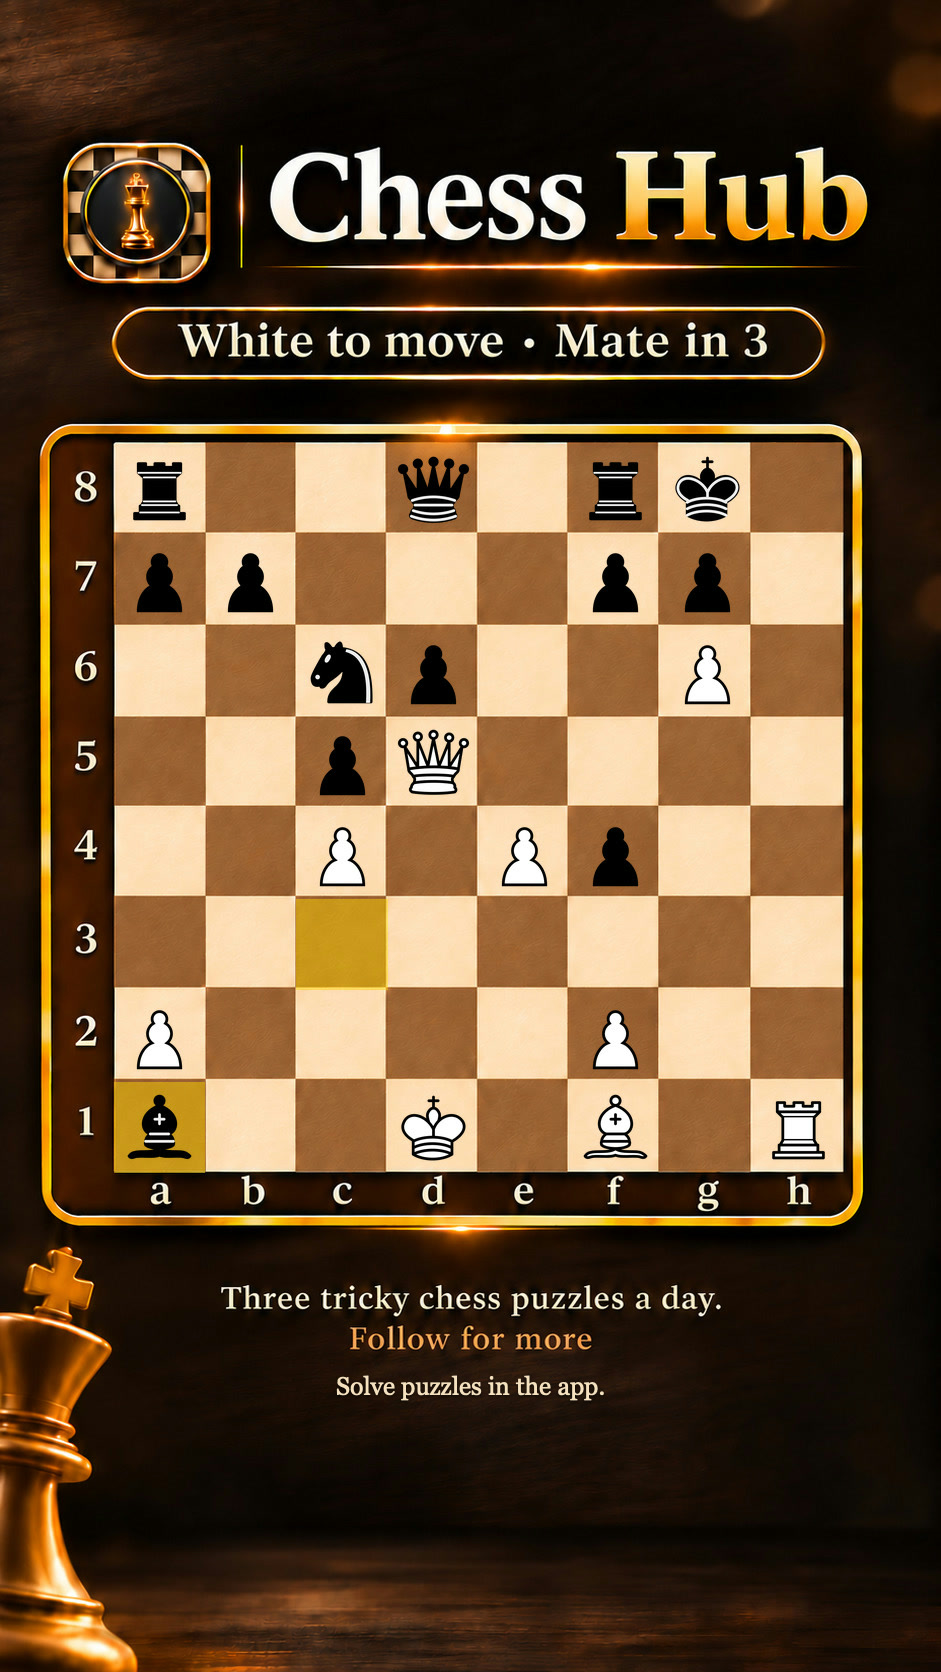 Chess Hub
White to move • Mate in 3
8
7
6
5
4
3
2
1
a b c d e f g h
Three tricky chess puzzles a day.
Follow for more
Solve puzzles in the app.